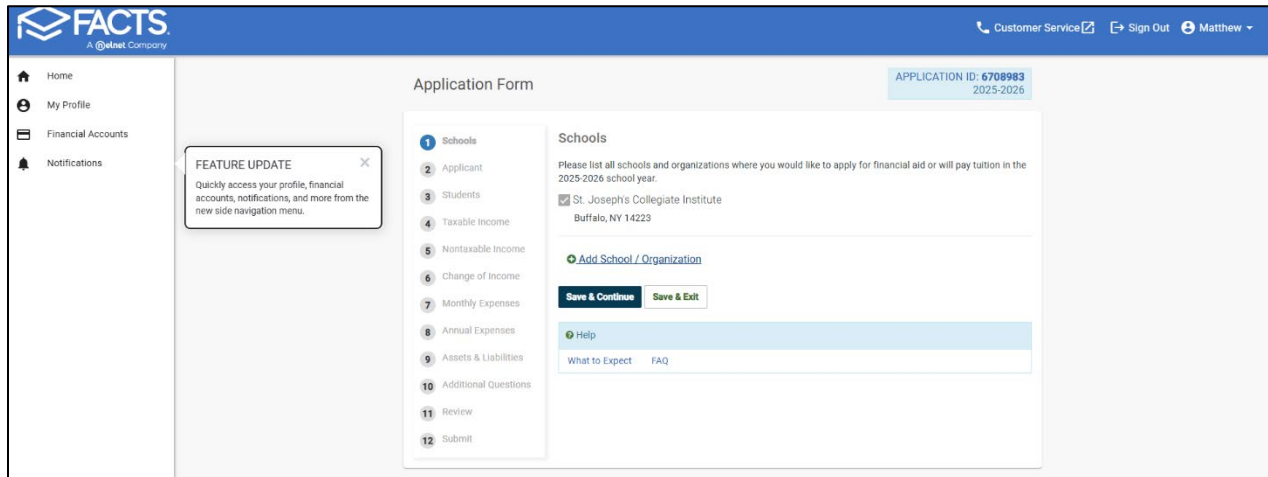 FACTS.
A nelnet Company
Customer Service
Sign Out
Matthew
Home
My Profile
Financial Accounts
Notifications
FEATURE UPDATE
Quickly access your profile, financial
accounts, notifications, and more from the
new side navigation menu.
Application Form
APPLICATION ID: 6708983
2025-2026
1 Schools
2 Applicant
3 Students
4 Taxable Income
5 Nontaxable Income
6 Change of Income
7 Monthly Expenses
8 Annual Expenses
9 Assets & Liabilities
10 Additional Questions
11 Review
12 Submit
Schools
Please list all schools and organizations where you would like to apply for financial aid or will pay tuition in the
2025-2026 school year.
St. Joseph's Collegiate Institute
Buffalo, NY 14223
Add School / Organization
Save & Continue
Save & Exit
Help
What to Expect
FAQ